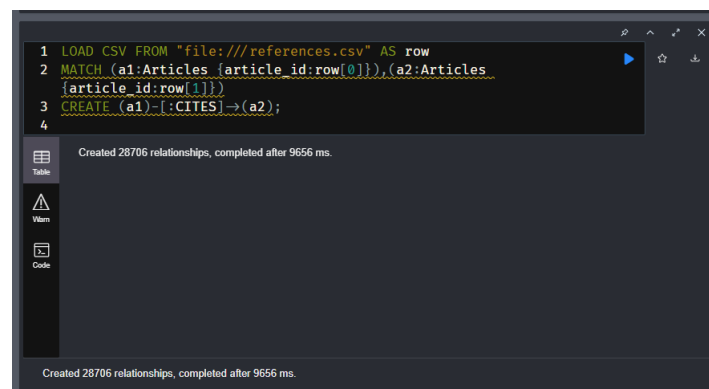 1 LOAD CSV FROM "file:///references.csv" AS row
2 MATCH (a1:Articles {article_id:row[0]}),(a2:Articles
{article_id:row[1]})
3 CREATE (a1)-[:CITES]→(a2);
4
Created 28706 relationships, completed after 9656 ms.
Table
Warn
Code
Created 28706 relationships, completed after 9656 ms.